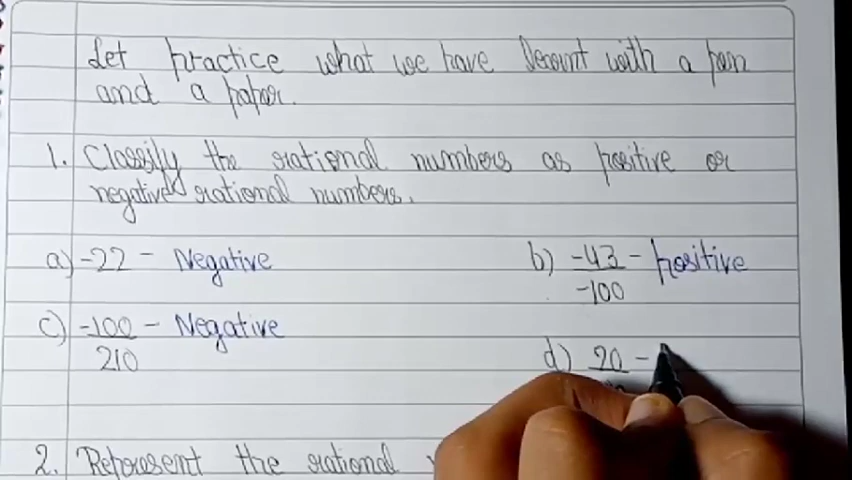 Let practice what we have learnt with a pen
and a paper.
1. Classify the rational numbers as positive or
negative rational numbers.
a) -22 - Negative
b) -43/-100 - positive
c) -100/210 - Negative
d) 20 -
2. Represent the rational